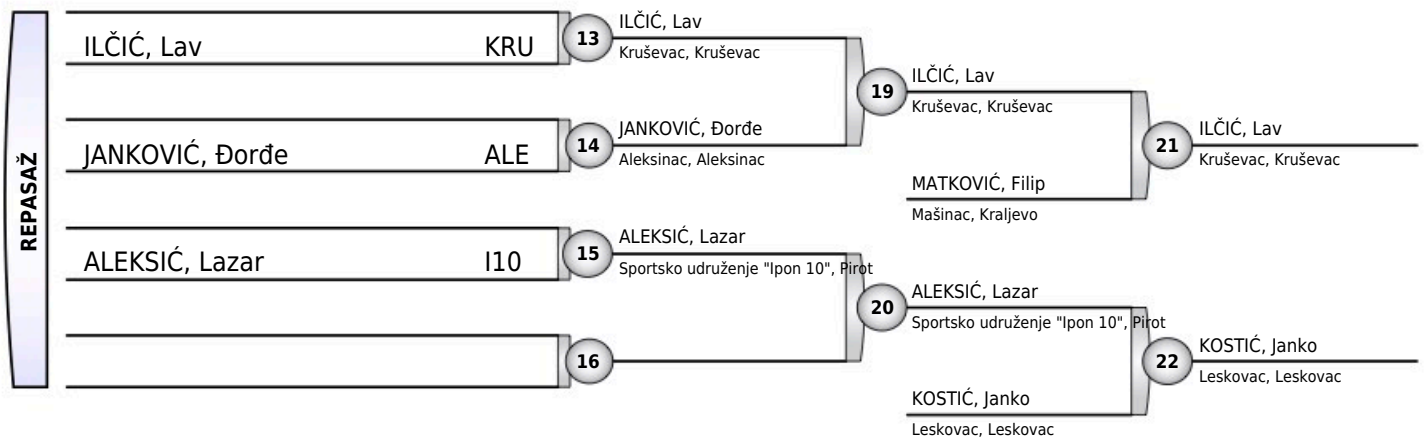 REPASAŽ
ILČIĆ, Lav KRU
JANKOVIĆ, Đorđe ALE
ALEKSIĆ, Lazar I10
13
ILČIĆ, Lav
Kruševac, Kruševac
14
JANKOVIĆ, Đorđe
Aleksinac, Aleksinac
15
ALEKSIĆ, Lazar
Sportsko udruženje "Ipon 10", Pirot
16
19
ILČIĆ, Lav
Kruševac, Kruševac
MATKOVIĆ, Filip
Mašinac, Kraljevo
20
ALEKSIĆ, Lazar
Sportsko udruženje "Ipon 10", Pirot
KOSTIĆ, Janko
Leskovac, Leskovac
21
ILČIĆ, Lav
Kruševac, Kruševac
22
KOSTIĆ, Janko
Leskovac, Leskovac